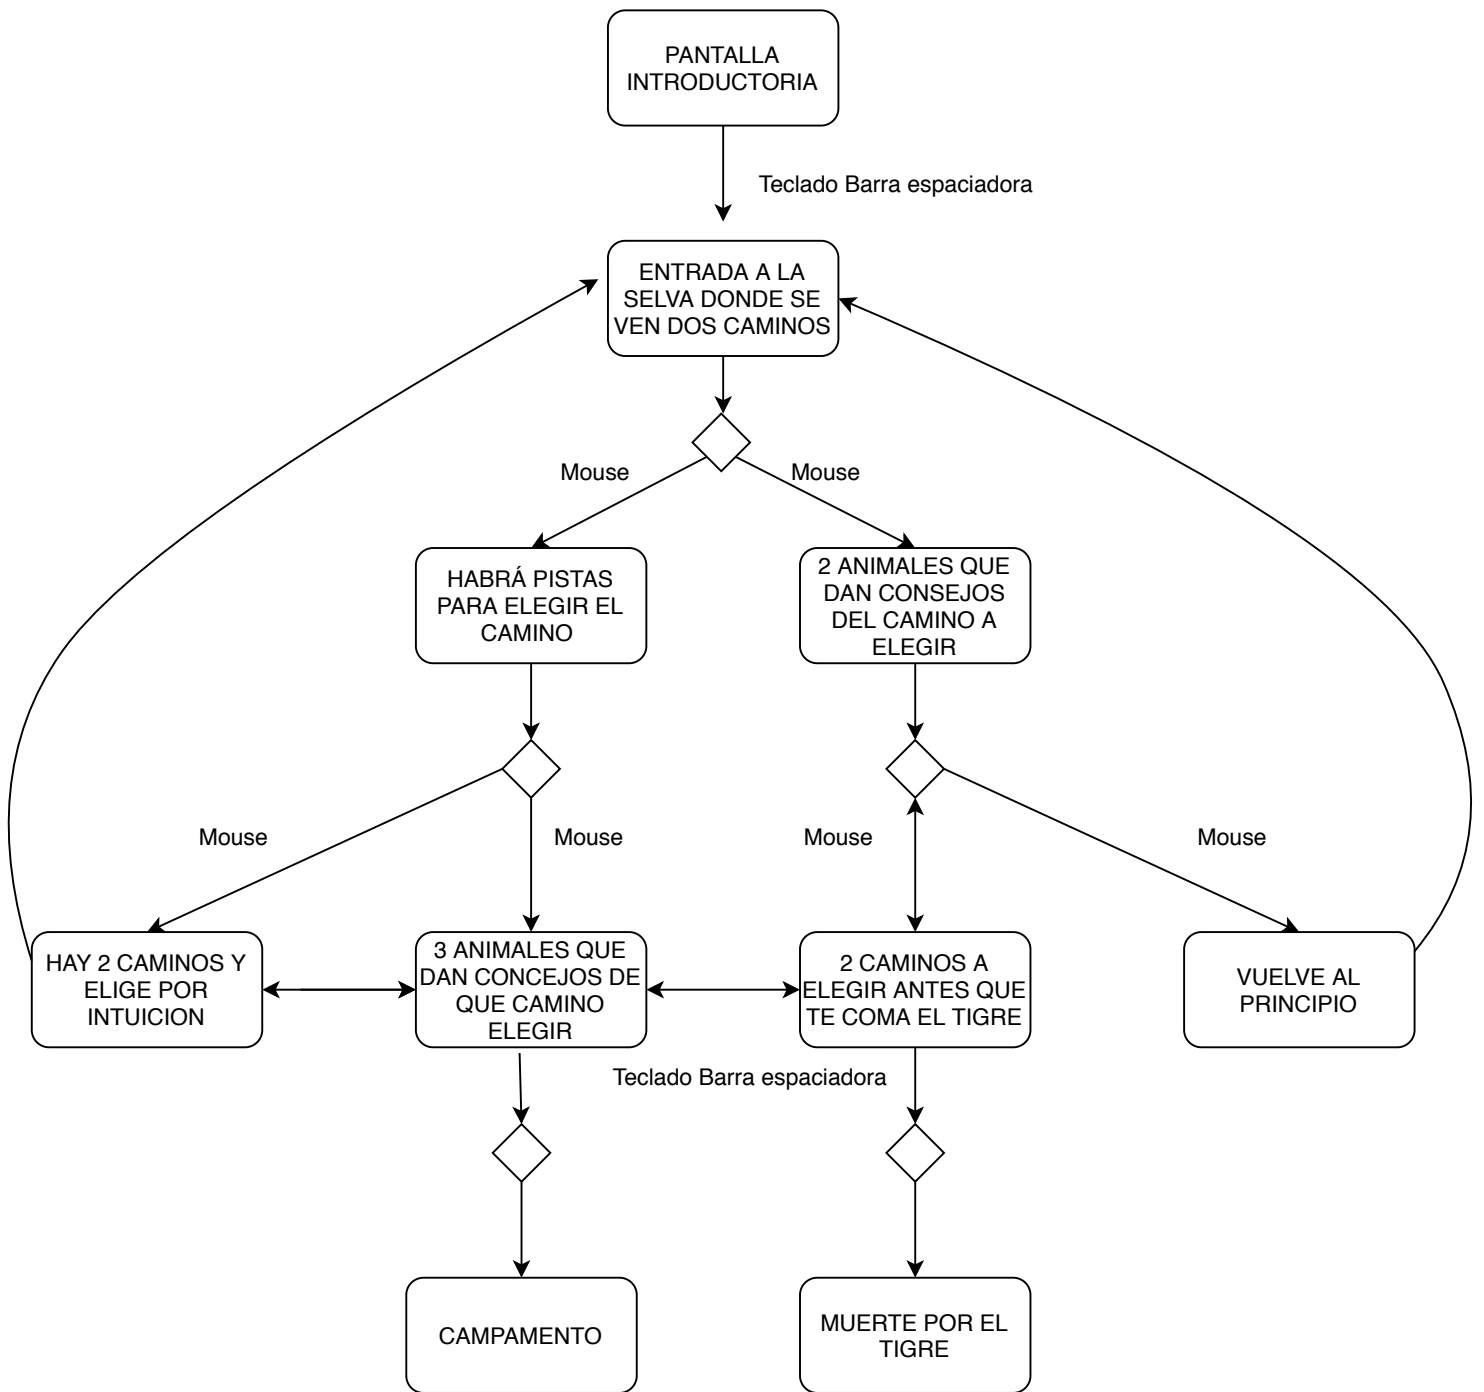 PANTALLA
INTRODUCTORIA
Teclado Barra espaciadora
ENTRADA A LA
SELVA DONDE SE
VEN DOS CAMINOS
Mouse
Mouse
HABRÁ PISTAS
PARA ELEGIR EL
CAMINO
2 ANIMALES QUE
DAN CONSEJOS
DEL CAMINO A
ELEGIR
Mouse
Mouse
Mouse
Mouse
HAY 2 CAMINOS Y
ELIGE POR
INTUICION
3 ANIMALES QUE
DAN CONCEJOS DE
QUE CAMINO
ELEGIR
2 CAMINOS A
ELEGIR ANTES QUE
TE COMA EL TIGRE
VUELVE AL
PRINCIPIO
Teclado Barra espaciadora
CAMPAMENTO
MUERTE POR EL
TIGRE